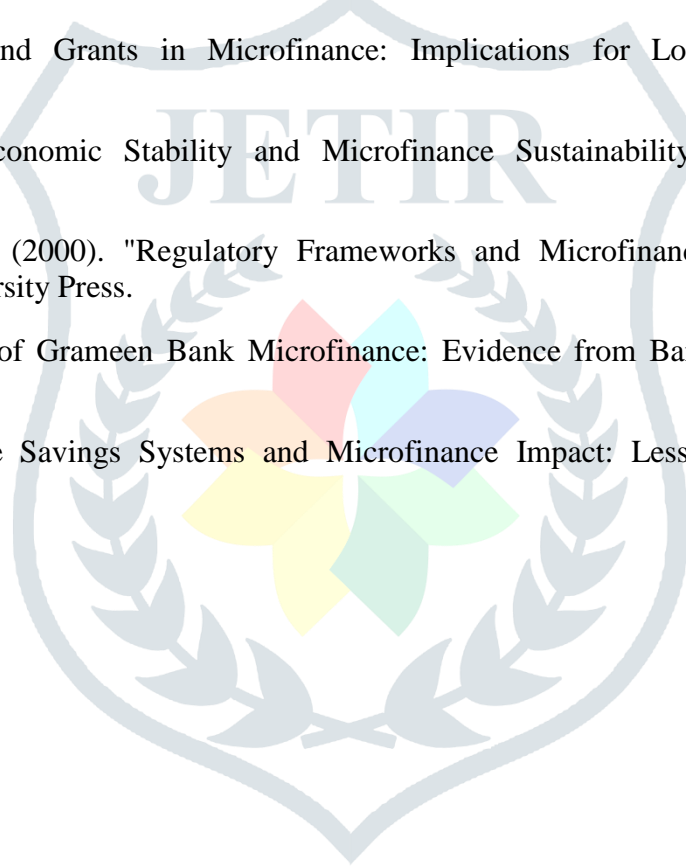 nd Grants in Microfinance: Implications for Lo
JETIR
conomic Stability and Microfinance Sustainability
(2000). "Regulatory Frameworks and Microfinanc
rsity Press.
of Grameen Bank Microfinance: Evidence from Ba
e Savings Systems and Microfinance Impact: Less